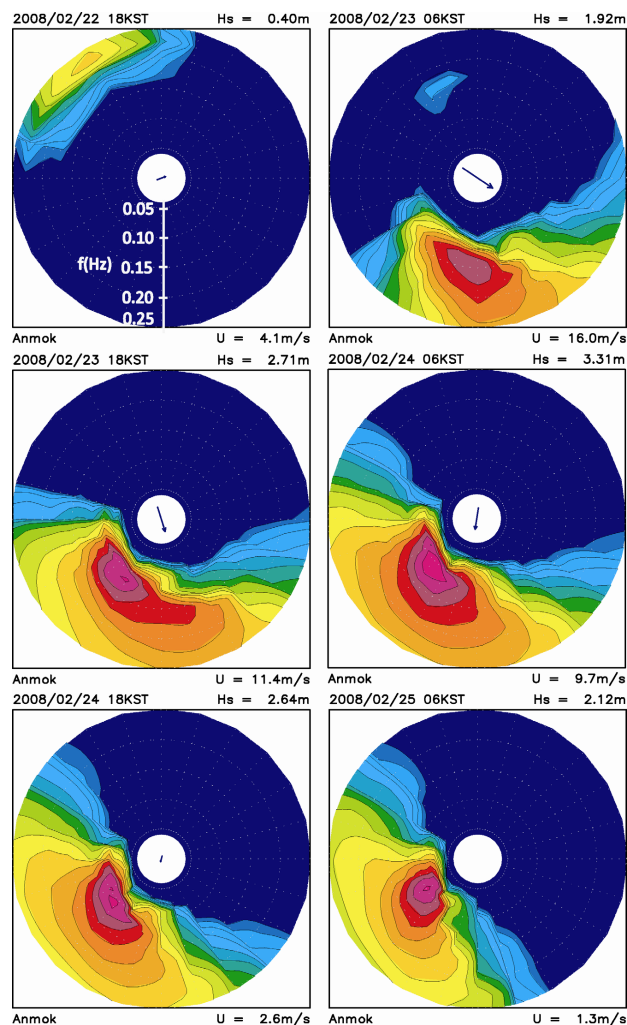 2008/02/22 18KST Hs = 0.40m
0.05
0.10
f(Hz) 0.15
0.20
0.25
Anmok U = 4.1m/s
2008/02/23 06KST Hs = 1.92m
Anmok U = 16.0m/s
2008/02/23 18KST Hs = 2.71m
Anmok U = 11.4m/s
2008/02/24 06KST Hs = 3.31m
Anmok U = 9.7m/s
2008/02/24 18KST Hs = 2.64m
Anmok U = 2.6m/s
2008/02/25 06KST Hs = 2.12m
Anmok U = 1.3m/s